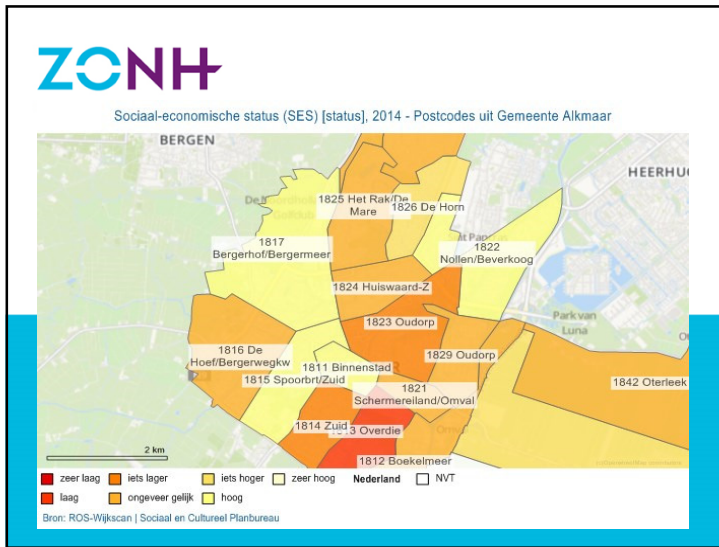 ZONH
Sociaal-economische status (SES) [status], 2014 - Postcodes uit Gemeente Alkmaar
BERGEN
HEERHUG
1825 Het Rak/De
Mare
1826 De Horn
1817
Bergerhof/Bergermeer
1822
Nollen/Beverkoog
1824 Huiswaard-Z
Park van
Luna
1823 Oudorp
1816 De
Hoef/Bergerwegkw
1829 Oudorp
1811 Binnenstad
1815 Spoorbrt/Zuid
1842 Oterleek
1821
Schermereiland/Omval
1814 Zuid
Overdie
1812 Boekelmeer
2 km
zeer laag iets lager iets hoger zeer hoog Nederland NVT
laag ongeveer gelijk hoog
Bron: ROS-Wijkscan | Sociaal en Cultureel Planbureau